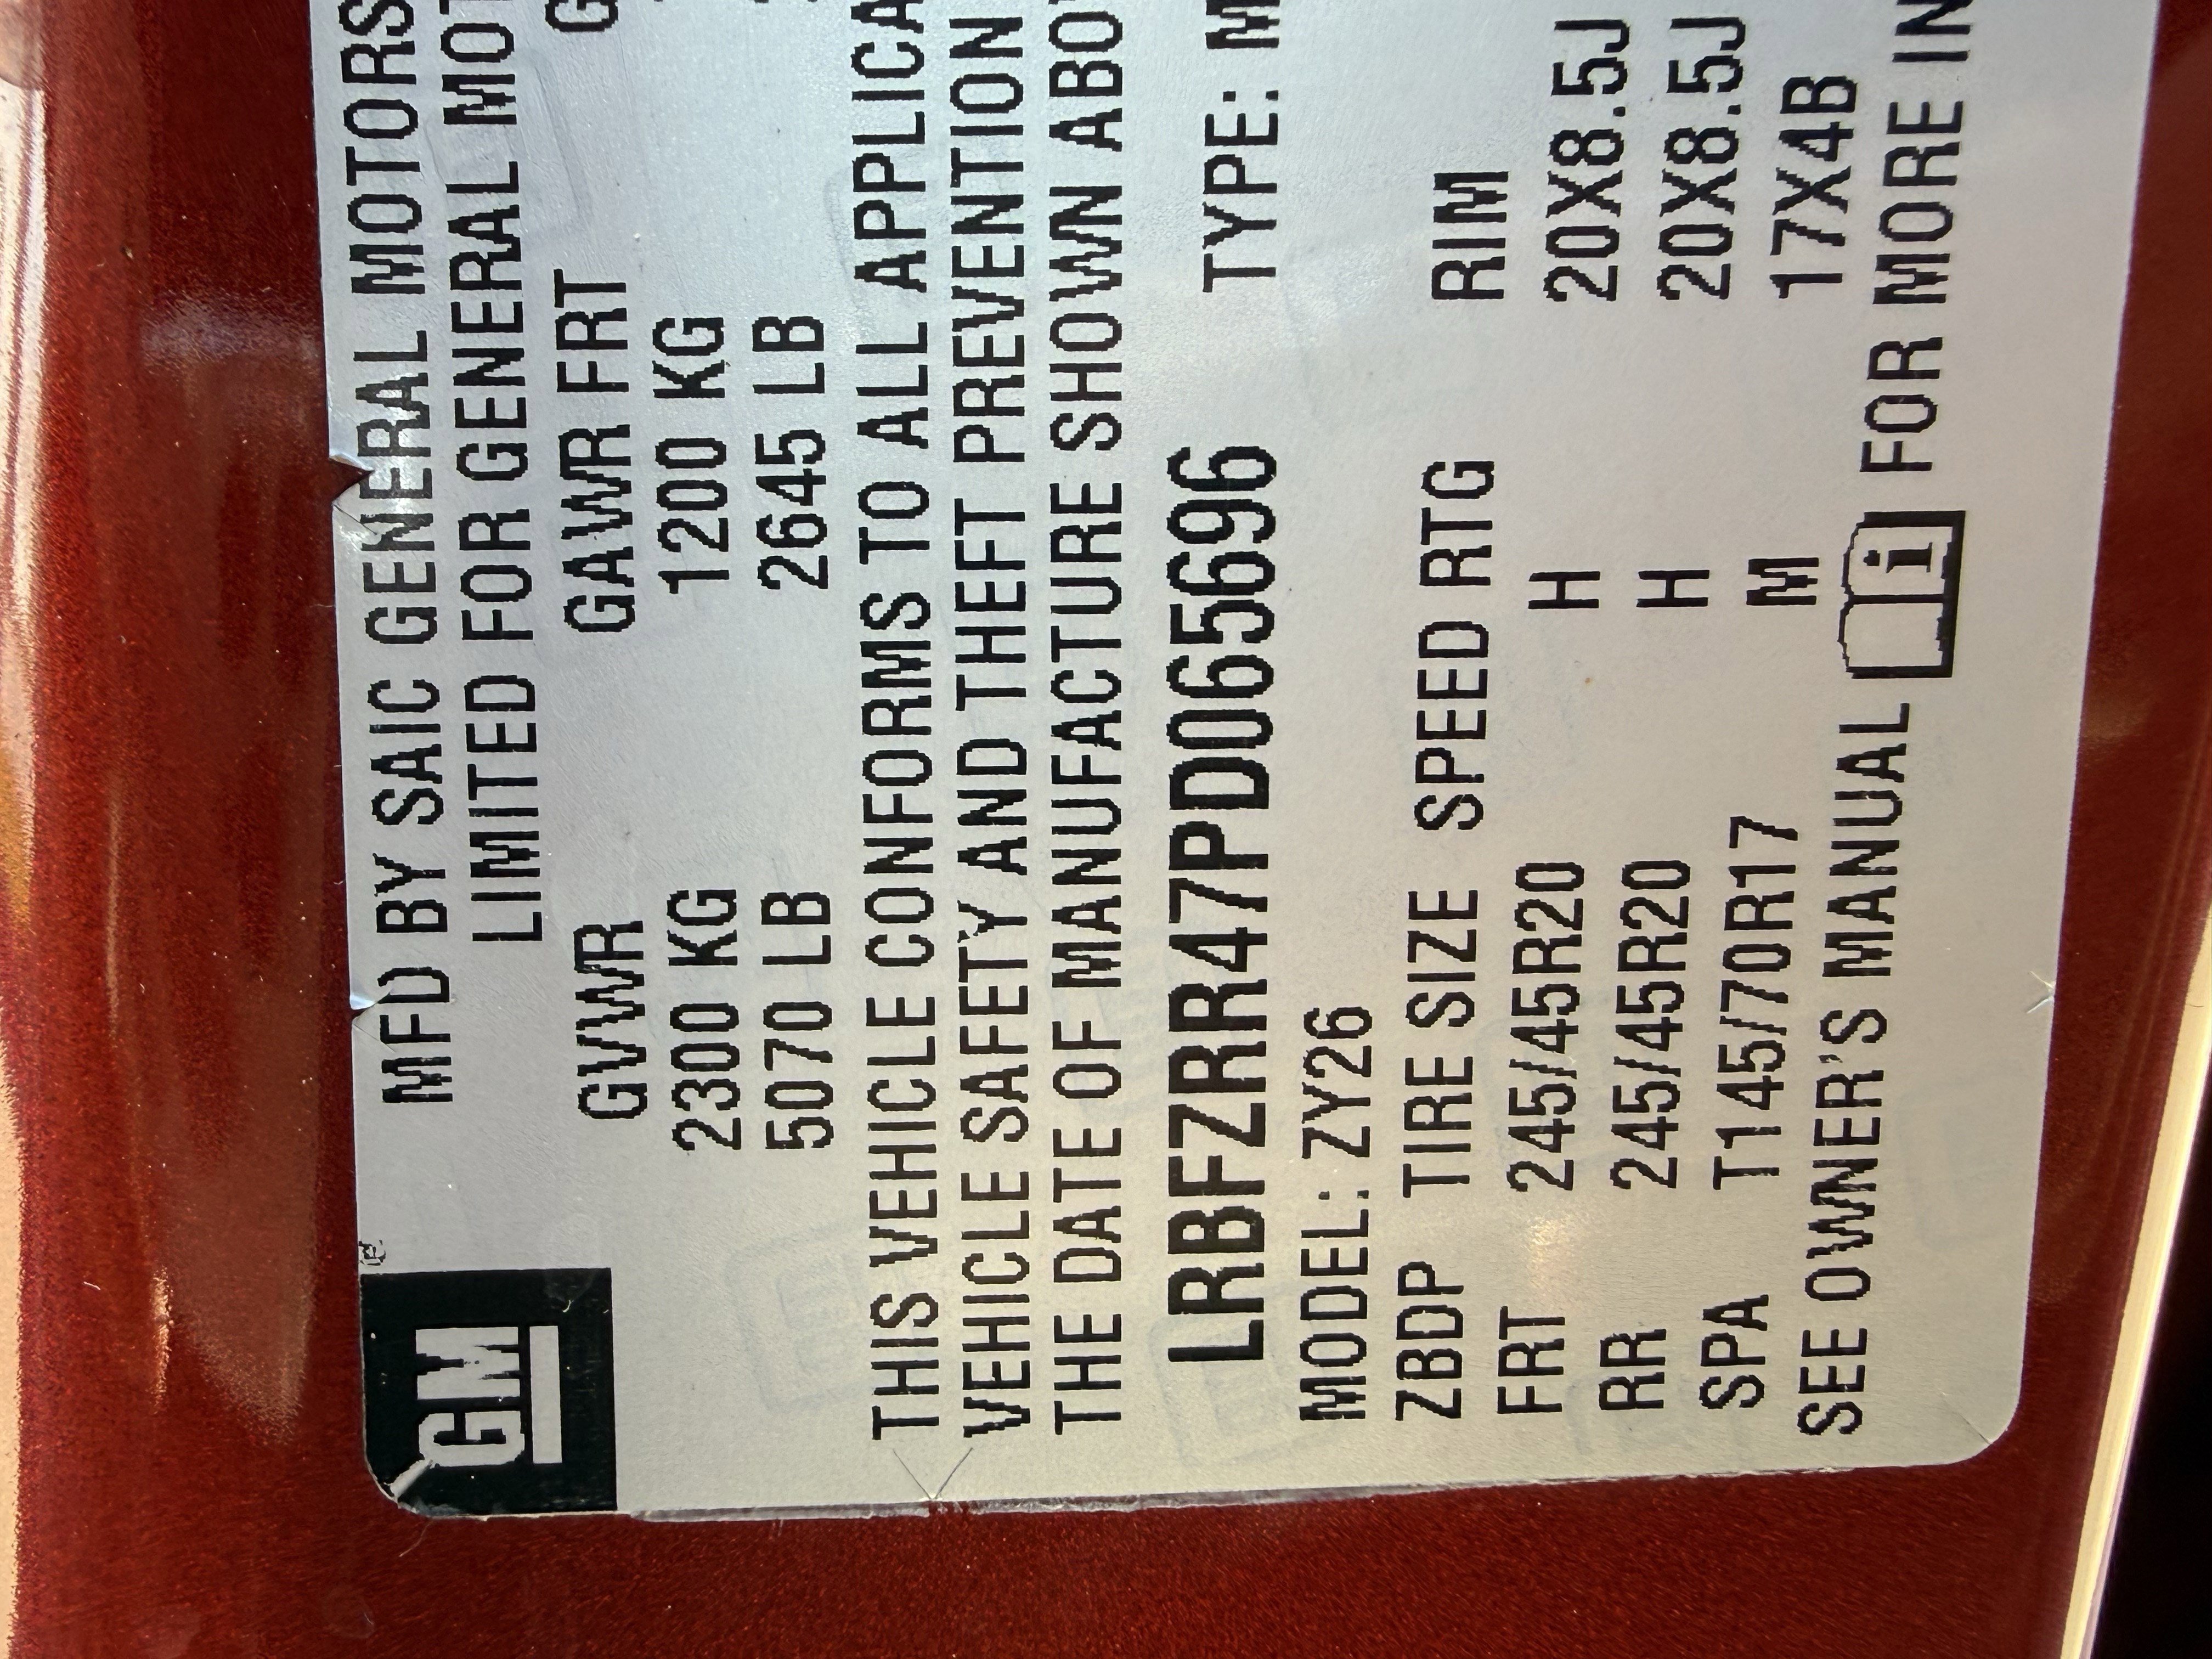 GM
MFD BY SAIC GENERAL MOTORS
LIMITED FOR GENERAL MOT
GVWR GAWR FRT G
2300 KG 1200 KG
5070 LB 2645 LB
THIS VEHICLE CONFORMS TO ALL APPLICA
VEHICLE SAFETY AND THEFT PREVENTION
THE DATE OF MANUFACTURE SHOWN ABO
LRBFZRR47PD065696 TYPE: M
MODEL: ZY26
ZBDP TIRE SIZE SPEED RTG RIM
FRT 245/45R20 H 20X8.5J
RR 245/45R20 H 20X8.5J
SPA T145/70R17 M 17X4B
SEE OWNER'S MANUAL i FOR MORE IN